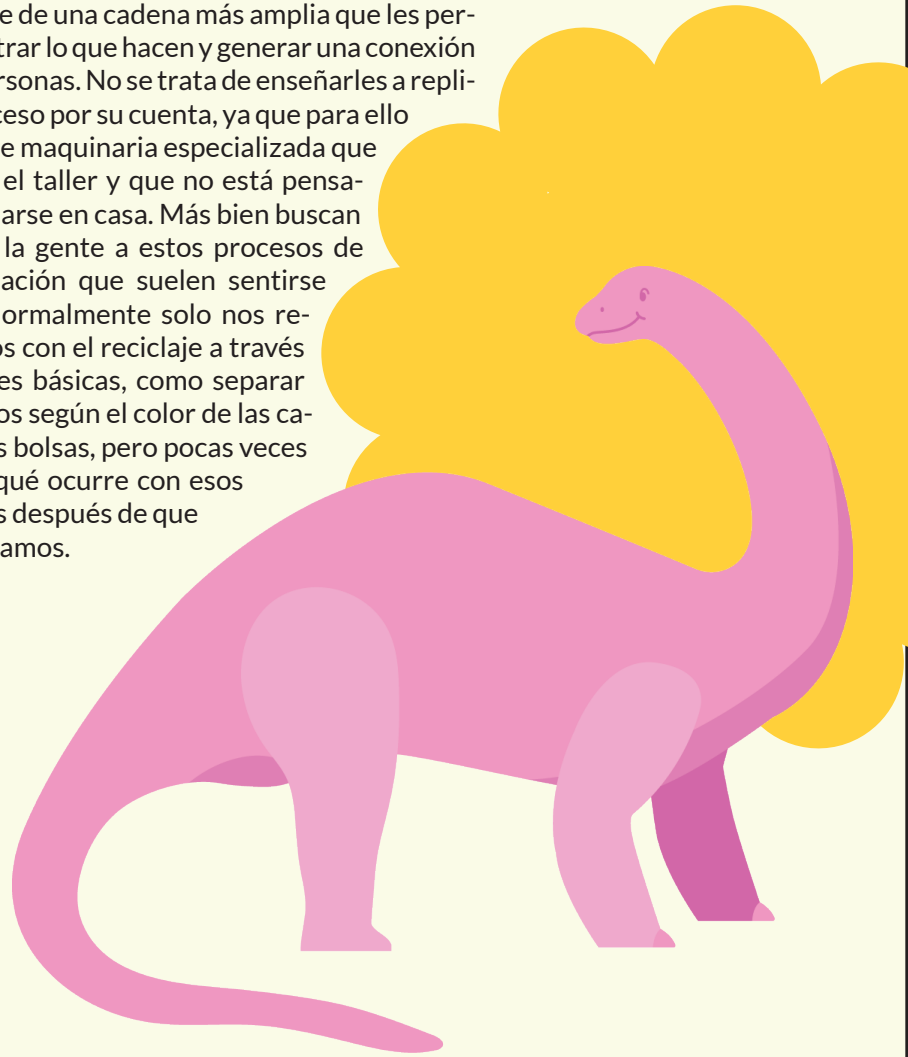 e de una cadena más amplia que les per-
trar lo que hacen y generar una conexión
rsonas. No se trata de enseñarles a repli-
ceso por su cuenta, ya que para ello
e maquinaria especializada que
el taller y que no está pensa-
arse en casa. Más bien buscan
la gente a estos procesos de
ación que suelen sentirse
ormalmente solo nos re-
os con el reciclaje a través
es básicas, como separar
os según el color de las ca-
s bolsas, pero pocas veces
qué ocurre con esos
s después de que
amos.